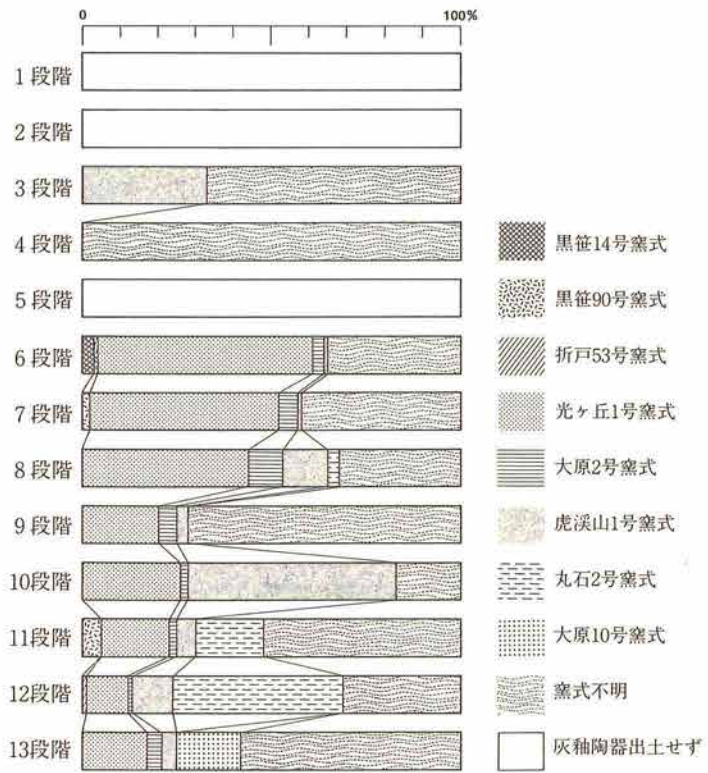 0 100%
1段階
2段階
3段階
4段階
5段階
6段階
7段階
8段階
9段階
10段階
11段階
12段階
13段階
黒笹14号窯式
黒笹90号窯式
折戸53号窯式
光ヶ丘1号窯式
大原2号窯式
虎渓山1号窯式
丸石2号窯式
大原10号窯式
窯式不明
灰釉陶器出土せず